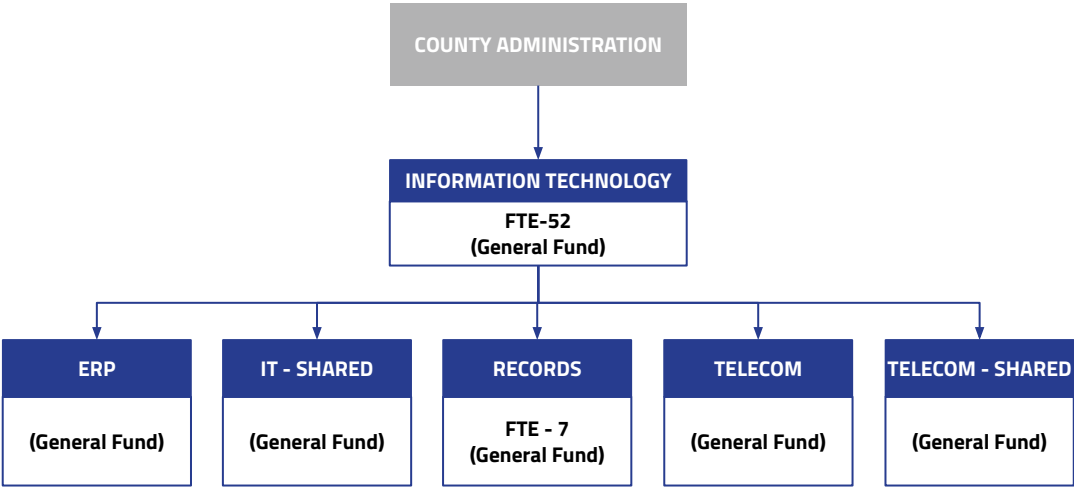 COUNTY ADMINISTRATION
INFORMATION TECHNOLOGY
FTE-52
(General Fund)
ERP
(General Fund)
IT - SHARED
(General Fund)
RECORDS
FTE - 7
(General Fund)
TELECOM
(General Fund)
TELECOM - SHARED
(General Fund)